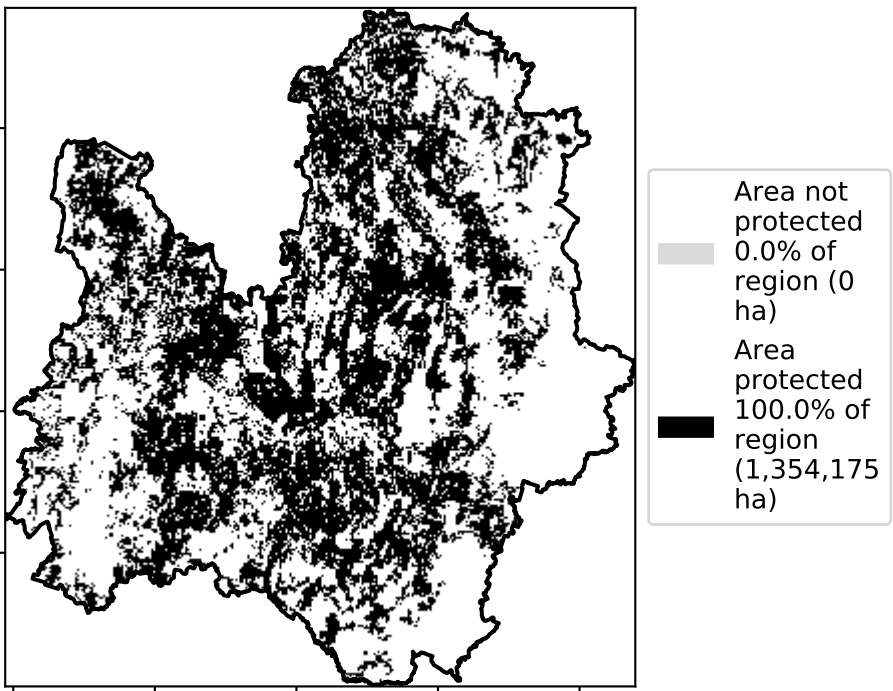 Area not
protected
0.0% of
region (0
ha)
Area
protected
100.0% of
region
(1,354,175
ha)